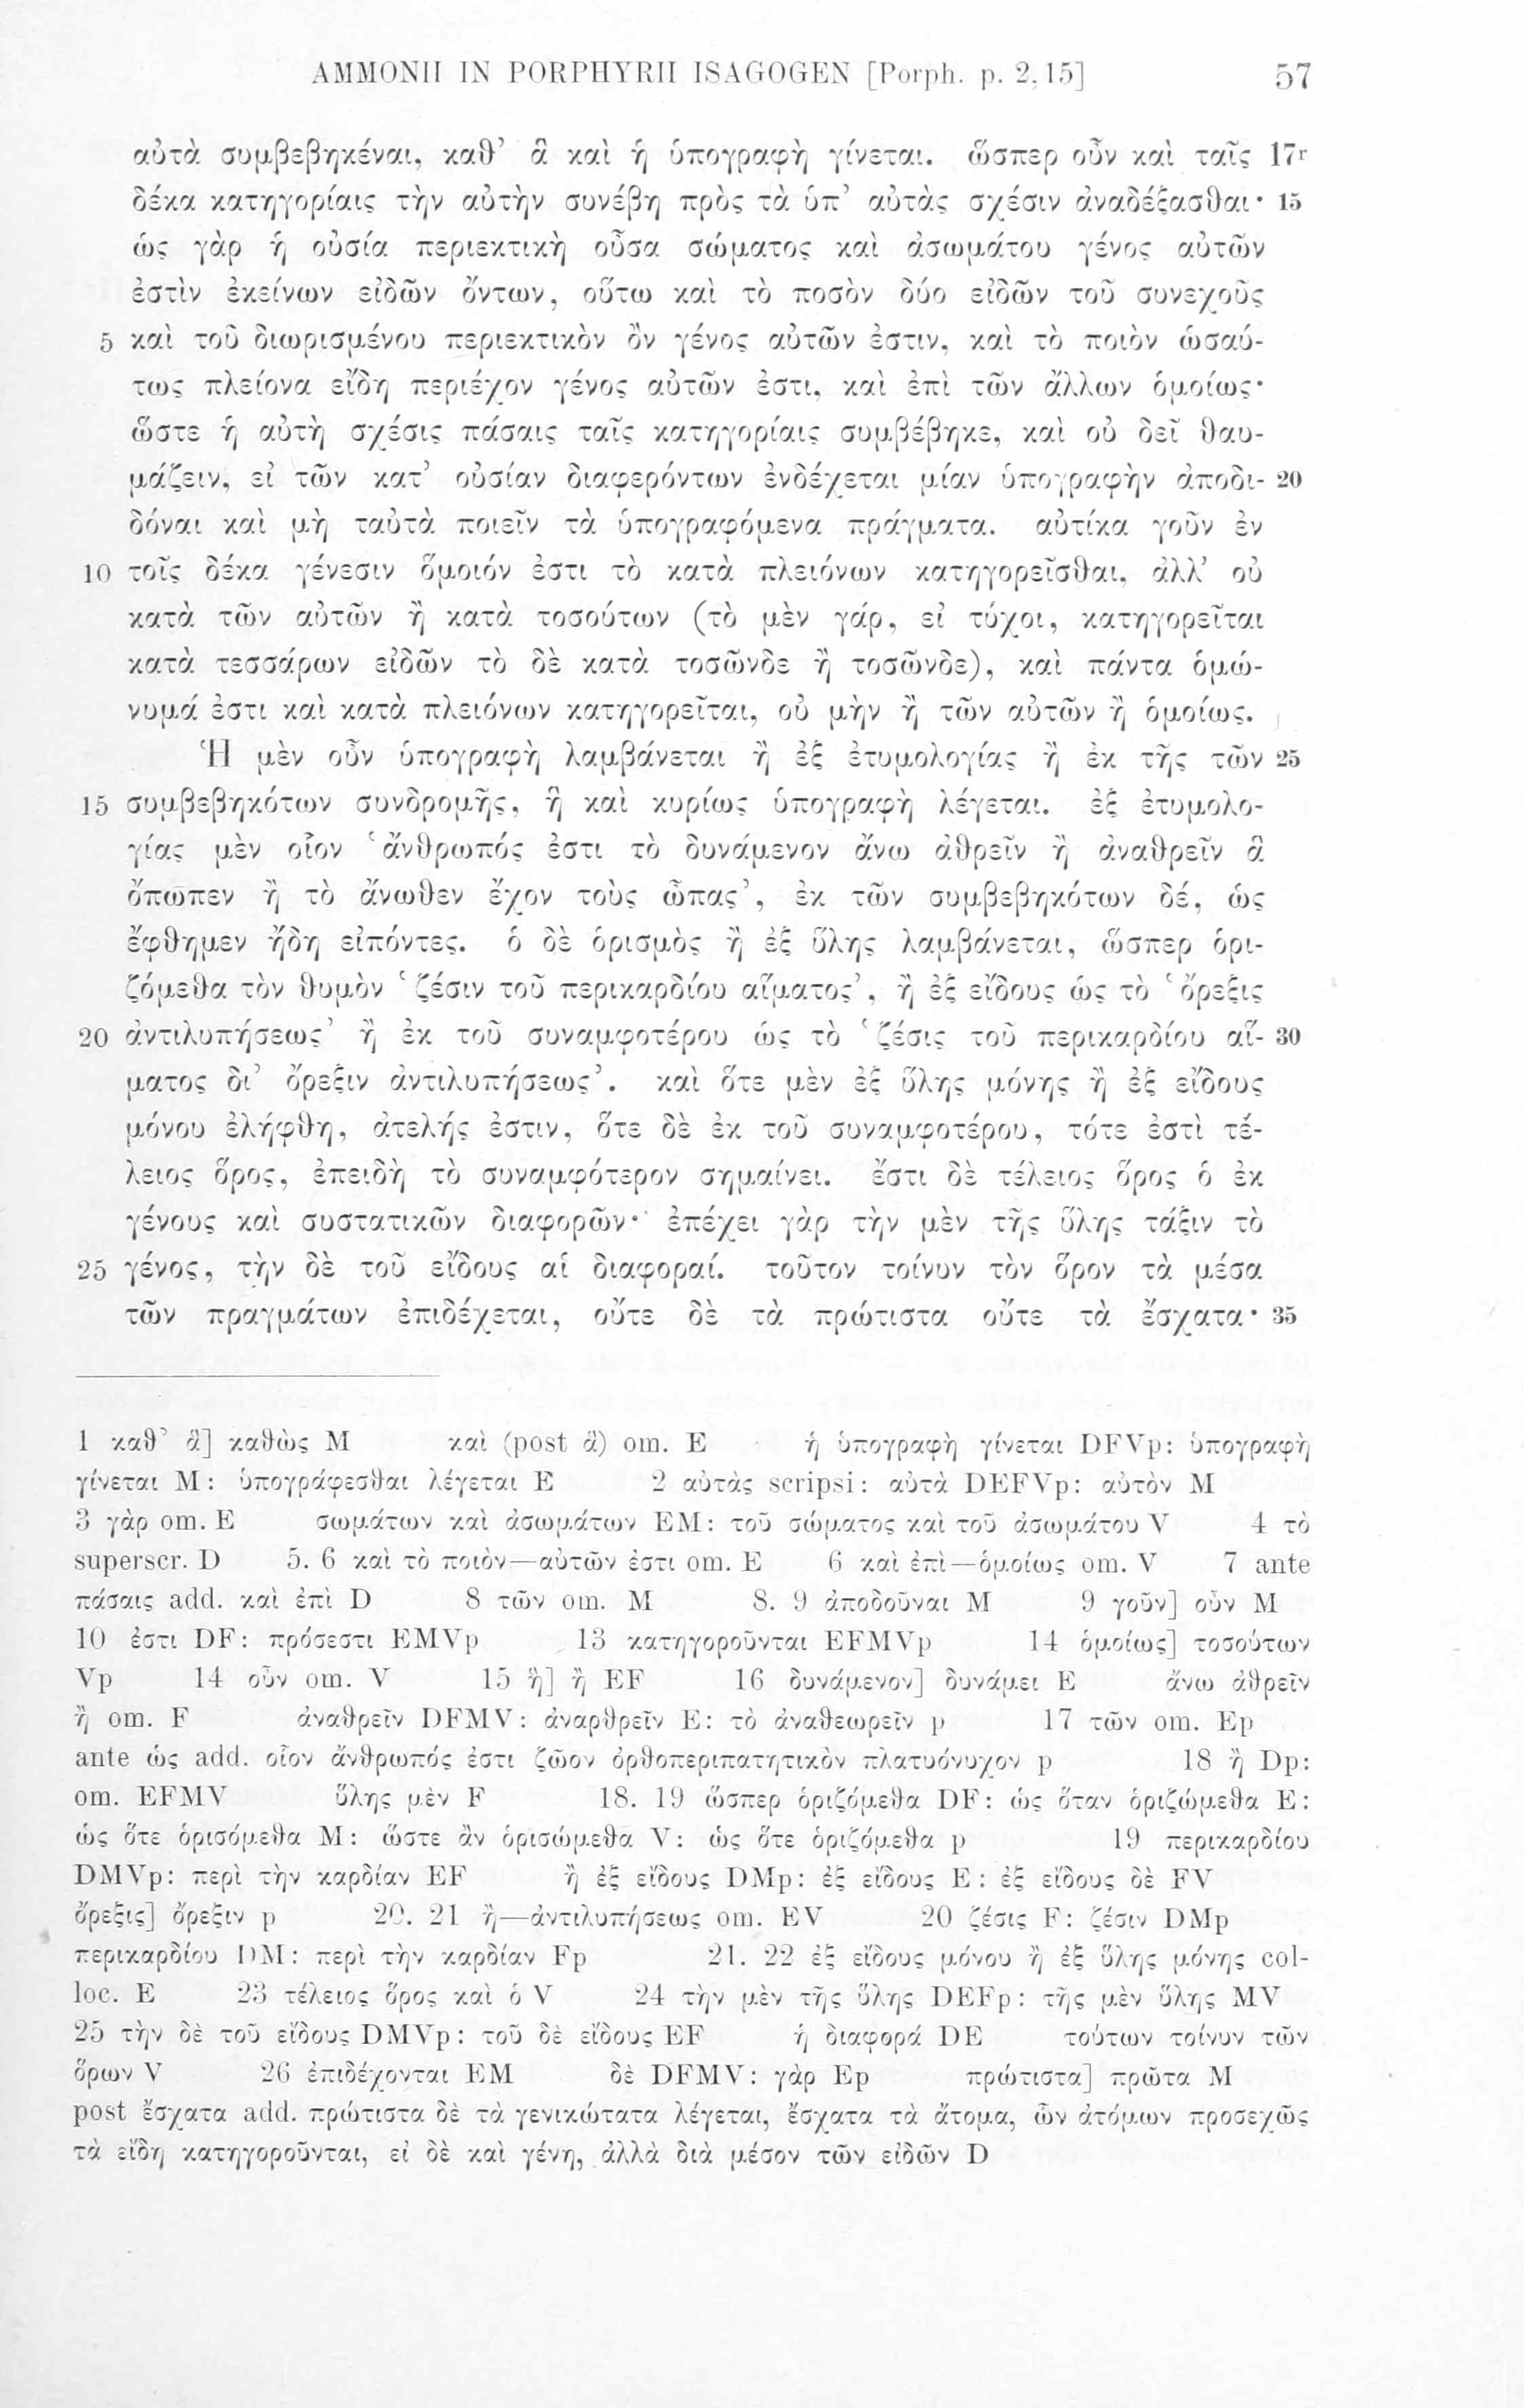 AMMONII IN PORPHYRII ISAGOGEN [Porph. p. 2,15] 57
αὐτὰ συμβεβηκέναι, καθ’ ἃ καὶ ἡ ὑπογραφὴ γίνεται. ὥσπερ οὖν καὶ ταῖς 17r
δέκα κατηγορίαις τὴν αὐτὴν συνέβη πρὸς τὰ ὑπ’ αὐτὰς σχέσιν ἀναδέξασθαι· 15
ὡς γὰρ ἡ οὐσία περιεκτικὴ οὖσα σώματος καὶ ἀσωμάτου γένος αὐτῶν
ἐστὶν ἐκείνων εἰδῶν ὄντων, οὕτω καὶ τὸ ποσὸν δύο εἰδῶν τοῦ συνεχοῦς
5 καὶ τοῦ διωρισμένου περιεκτικὸν ὂν γένος αὐτῶν ἐστιν, καὶ τὸ ποιὸν ὡσαύ-
τως πλείονα εἴδη περιέχον γένος αὐτῶν ἐστι, καὶ ἐπὶ τῶν ἄλλων ὁμοίως·
ὥστε ἡ αὐτὴ σχέσις πάσαις ταῖς κατηγορίαις συμβέβηκε, καὶ οὐ δεῖ θαυ-
μάζειν, εἰ τῶν κατ’ οὐσίαν διαφερόντων ἐνδέχεται μίαν ὑπογραφὴν ἀποδι- 20
δόναι καὶ μὴ ταὐτὰ ποιεῖν τὰ ὑπογραφόμενα πράγματα. αὐτίκα γοῦν ἐν
10 τοῖς δέκα γένεσιν ὅμοιόν ἐστι τὸ κατὰ πλειόνων κατηγορεῖσθαι, ἀλλ’ οὐ
κατὰ τῶν αὐτῶν ἢ κατὰ τοσούτων (τὸ μὲν γάρ, εἰ τύχοι, κατηγορεῖται
κατὰ τεσσάρων εἰδῶν τὸ δὲ κατὰ τοσῶνδε ἢ τοσῶνδε), καὶ πάντα ὁμώ-
νυμά ἐστι καὶ κατὰ πλειόνων κατηγορεῖται, οὐ μὴν ἢ τῶν αὐτῶν ἢ ὁμοίως.
Ἡ μὲν οὖν ὑπογραφὴ λαμβάνεται ἢ ἐξ ἐτυμολογίας ἢ ἐκ τῆς τῶν 25
15 συμβεβηκότων συνδρομῆς, ἣ καὶ κυρίως ὑπογραφὴ λέγεται. ἐξ ἐτυμολο-
γίας μὲν οἷον ‘ἄνθρωπός ἐστι τὸ δυνάμενον ἄνω ἀθρεῖν ἢ ἀναθρεῖν ἃ
ὄπωπεν ἢ τὸ ἄνωθεν ἔχον τοὺς ὦπας’, ἐκ τῶν συμβεβηκότων δέ, ὡς
ἔφθημεν ἤδη εἰπόντες. ὁ δὲ ὁρισμὸς ἢ ἐξ ὕλης λαμβάνεται, ὥσπερ ὁρι-
ζόμεθα τὸν θυμὸν ‘ζέσιν τοῦ περικαρδίου αἵματος’, ἢ ἐξ εἴδους ὡς τὸ ‘ὄρεξις
20 ἀντιλυπήσεως’ ἢ ἐκ τοῦ συναμφοτέρου ὡς τὸ ‘ζέσις τοῦ περικαρδίου αἵ- 30
ματος δι’ ὄρεξιν ἀντιλυπήσεως’. καὶ ὅτε μὲν ἐξ ὕλης μόνης ἢ ἐξ εἴδους
μόνου ἐλήφθη, ἀτελής ἐστιν, ὅτε δὲ ἐκ τοῦ συναμφοτέρου, τότε ἐστὶ τέ-
λειος ὅρος, ἐπειδὴ τὸ συναμφότερον σημαίνει. ἔστι δὲ τέλειος ὅρος ὁ ἐκ
γένους καὶ συστατικῶν διαφορῶν· ἐπέχει γὰρ τὴν μὲν τῆς ὕλης τάξιν τὸ
25 γένος, τὴν δὲ τοῦ εἴδους αἱ διαφοραί. τοῦτον τοίνυν τὸν ὅρον τὰ μέσα
τῶν πραγμάτων ἐπιδέχεται, οὔτε δὲ τὰ πρώτιστα οὔτε τὰ ἔσχατα· 35
1 καθ’ ἃ] καθὼς M καὶ (post ἃ) om. E ἡ ὑπογραφὴ γίνεται DFVp: ὑπογραφὴ
γίνεται M: ὑπογράφεσθαι λέγεται E 2 αὐτὰς scripsi: αὐτὰ DEFVp: αὐτὸν M
3 γὰρ om. E σωμάτων καὶ ἀσωμάτων EM: τοῦ σώματος καὶ τοῦ ἀσωμάτου V 4 τὸ
superscr. D 5. 6 καὶ τὸ ποιὸν—αὐτῶν ἐστι om. E 6 καὶ ἐπὶ—ὁμοίως om. V 7 ante
πάσαις add. καὶ ἐπὶ D 8 τῶν om. M 8. 9 ἀποδοῦναι M 9 γοῦν] οὖν M
10 ἐστι DF: πρόσεστι EMVp 13 κατηγοροῦνται EFMVp 14 ὁμοίως] τοσούτων
Vp 14 οὖν om. V 15 ἣ] ἢ EF 16 δυνάμενον] δυνάμει E ἄνω ἀθρεῖν
ἢ om. F ἀναθρεῖν DFMV: ἀναρθρεῖν E: τὸ ἀναθεωρεῖν p 17 τῶν om. Ep
ante ὡς add. οἷον ἄνθρωπός ἐστι ζῶον ὀρθοπεριπατητικὸν πλατυόνυχον p 18 ἢ Dp:
om. EFMV ὕλης μὲν F 18. 19 ὥσπερ ὁριζόμεθα DF: ὡς ὅταν ὁριζώμεθα E:
ὡς ὅτε ὁρισόμεθα M: ὥστε ἂν ὁρισώμεθα V: ὡς ὅτε ὁριζόμεθα p 19 περικαρδίου
DMVp: περὶ τὴν καρδίαν EF ἢ ἐξ εἴδους DMp: ἐξ εἴδους E: ἐξ εἴδους δὲ FV
ὄρεξις] ὄρεξιν p 20. 21 ἢ—ἀντιλυπήσεως om. EV 20 ζέσις F: ζέσιν DMp
περικαρδίου DM: περὶ τὴν καρδίαν Fp 21. 22 ἐξ εἴδους μόνου ἢ ἐξ ὕλης μόνης col-
loc. E 23 τέλειος ὅρος καὶ ὁ V 24 τὴν μὲν τῆς ὕλης DEFp: τῆς μὲν ὕλης MV
25 τὴν δὲ τοῦ εἴδους DMVp: τοῦ δὲ εἴδους EF ἡ διαφορά DE τούτων τοίνυν τῶν
ὅρων V 26 ἐπιδέχονται EM δὲ DFMV: γὰρ Ep πρώτιστα] πρῶτα M
post ἔσχατα add. πρώτιστα δὲ τὰ γενικώτατα λέγεται, ἔσχατα τὰ ἄτομα, ὧν ἀτόμων προσεχῶς
τὰ εἴδη κατηγοροῦνται, εἰ δὲ καὶ γένη, ἀλλὰ διὰ μέσον τῶν εἰδῶν D